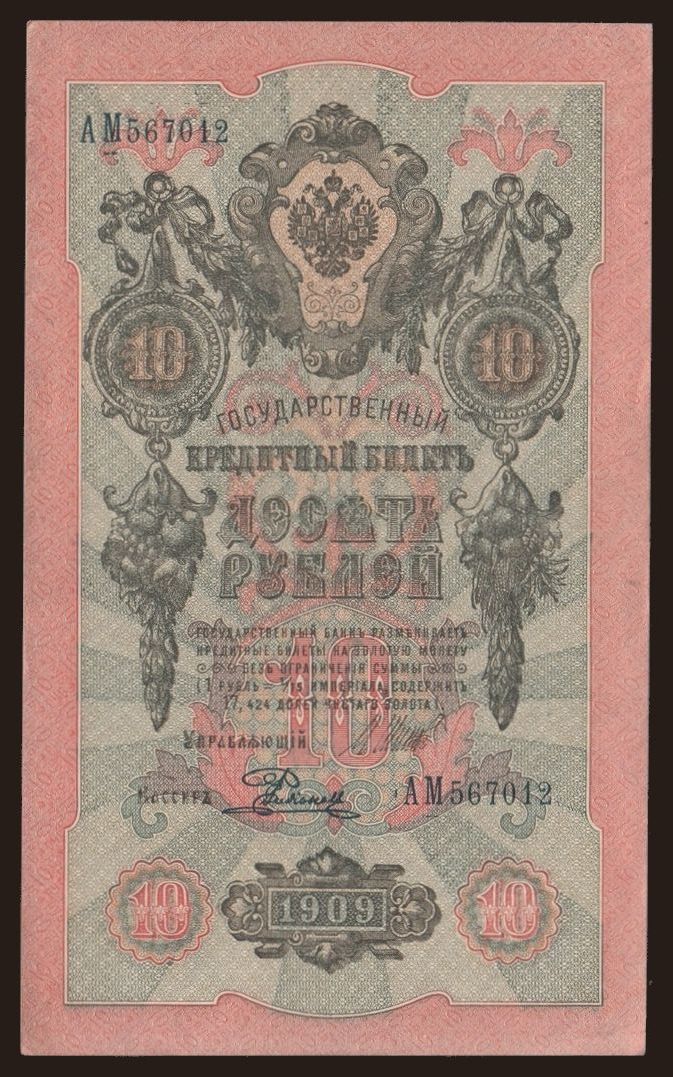 АМ567012
10 10
ГОСУДАРСТВЕННЫЙ
КРЕДИТНЫЙ БИЛЕТЪ
ДЕСЯТЬ
РУБЛЕЙ
ГОСУДАРСТВЕННЫЙ БАНКЪ РАЗМѢНИВАЕТЪ
КРЕДИТНЫЕ БИЛЕТЫ НА ЗОЛОТУЮ МОНЕТУ
БЕЗЪ ОГРАНИЧЕНІЯ СУММЫ
(1 РУБЛЬ = 1/15 ИМПЕРІАЛА, СОДЕРЖИТЪ
17,424 ДОЛЕЙ ЧИСТАГО ЗОЛОТА).
10
УПРАВЛЯЮЩІЙ
КАССИРЪ
АМ567012
10 1909 10